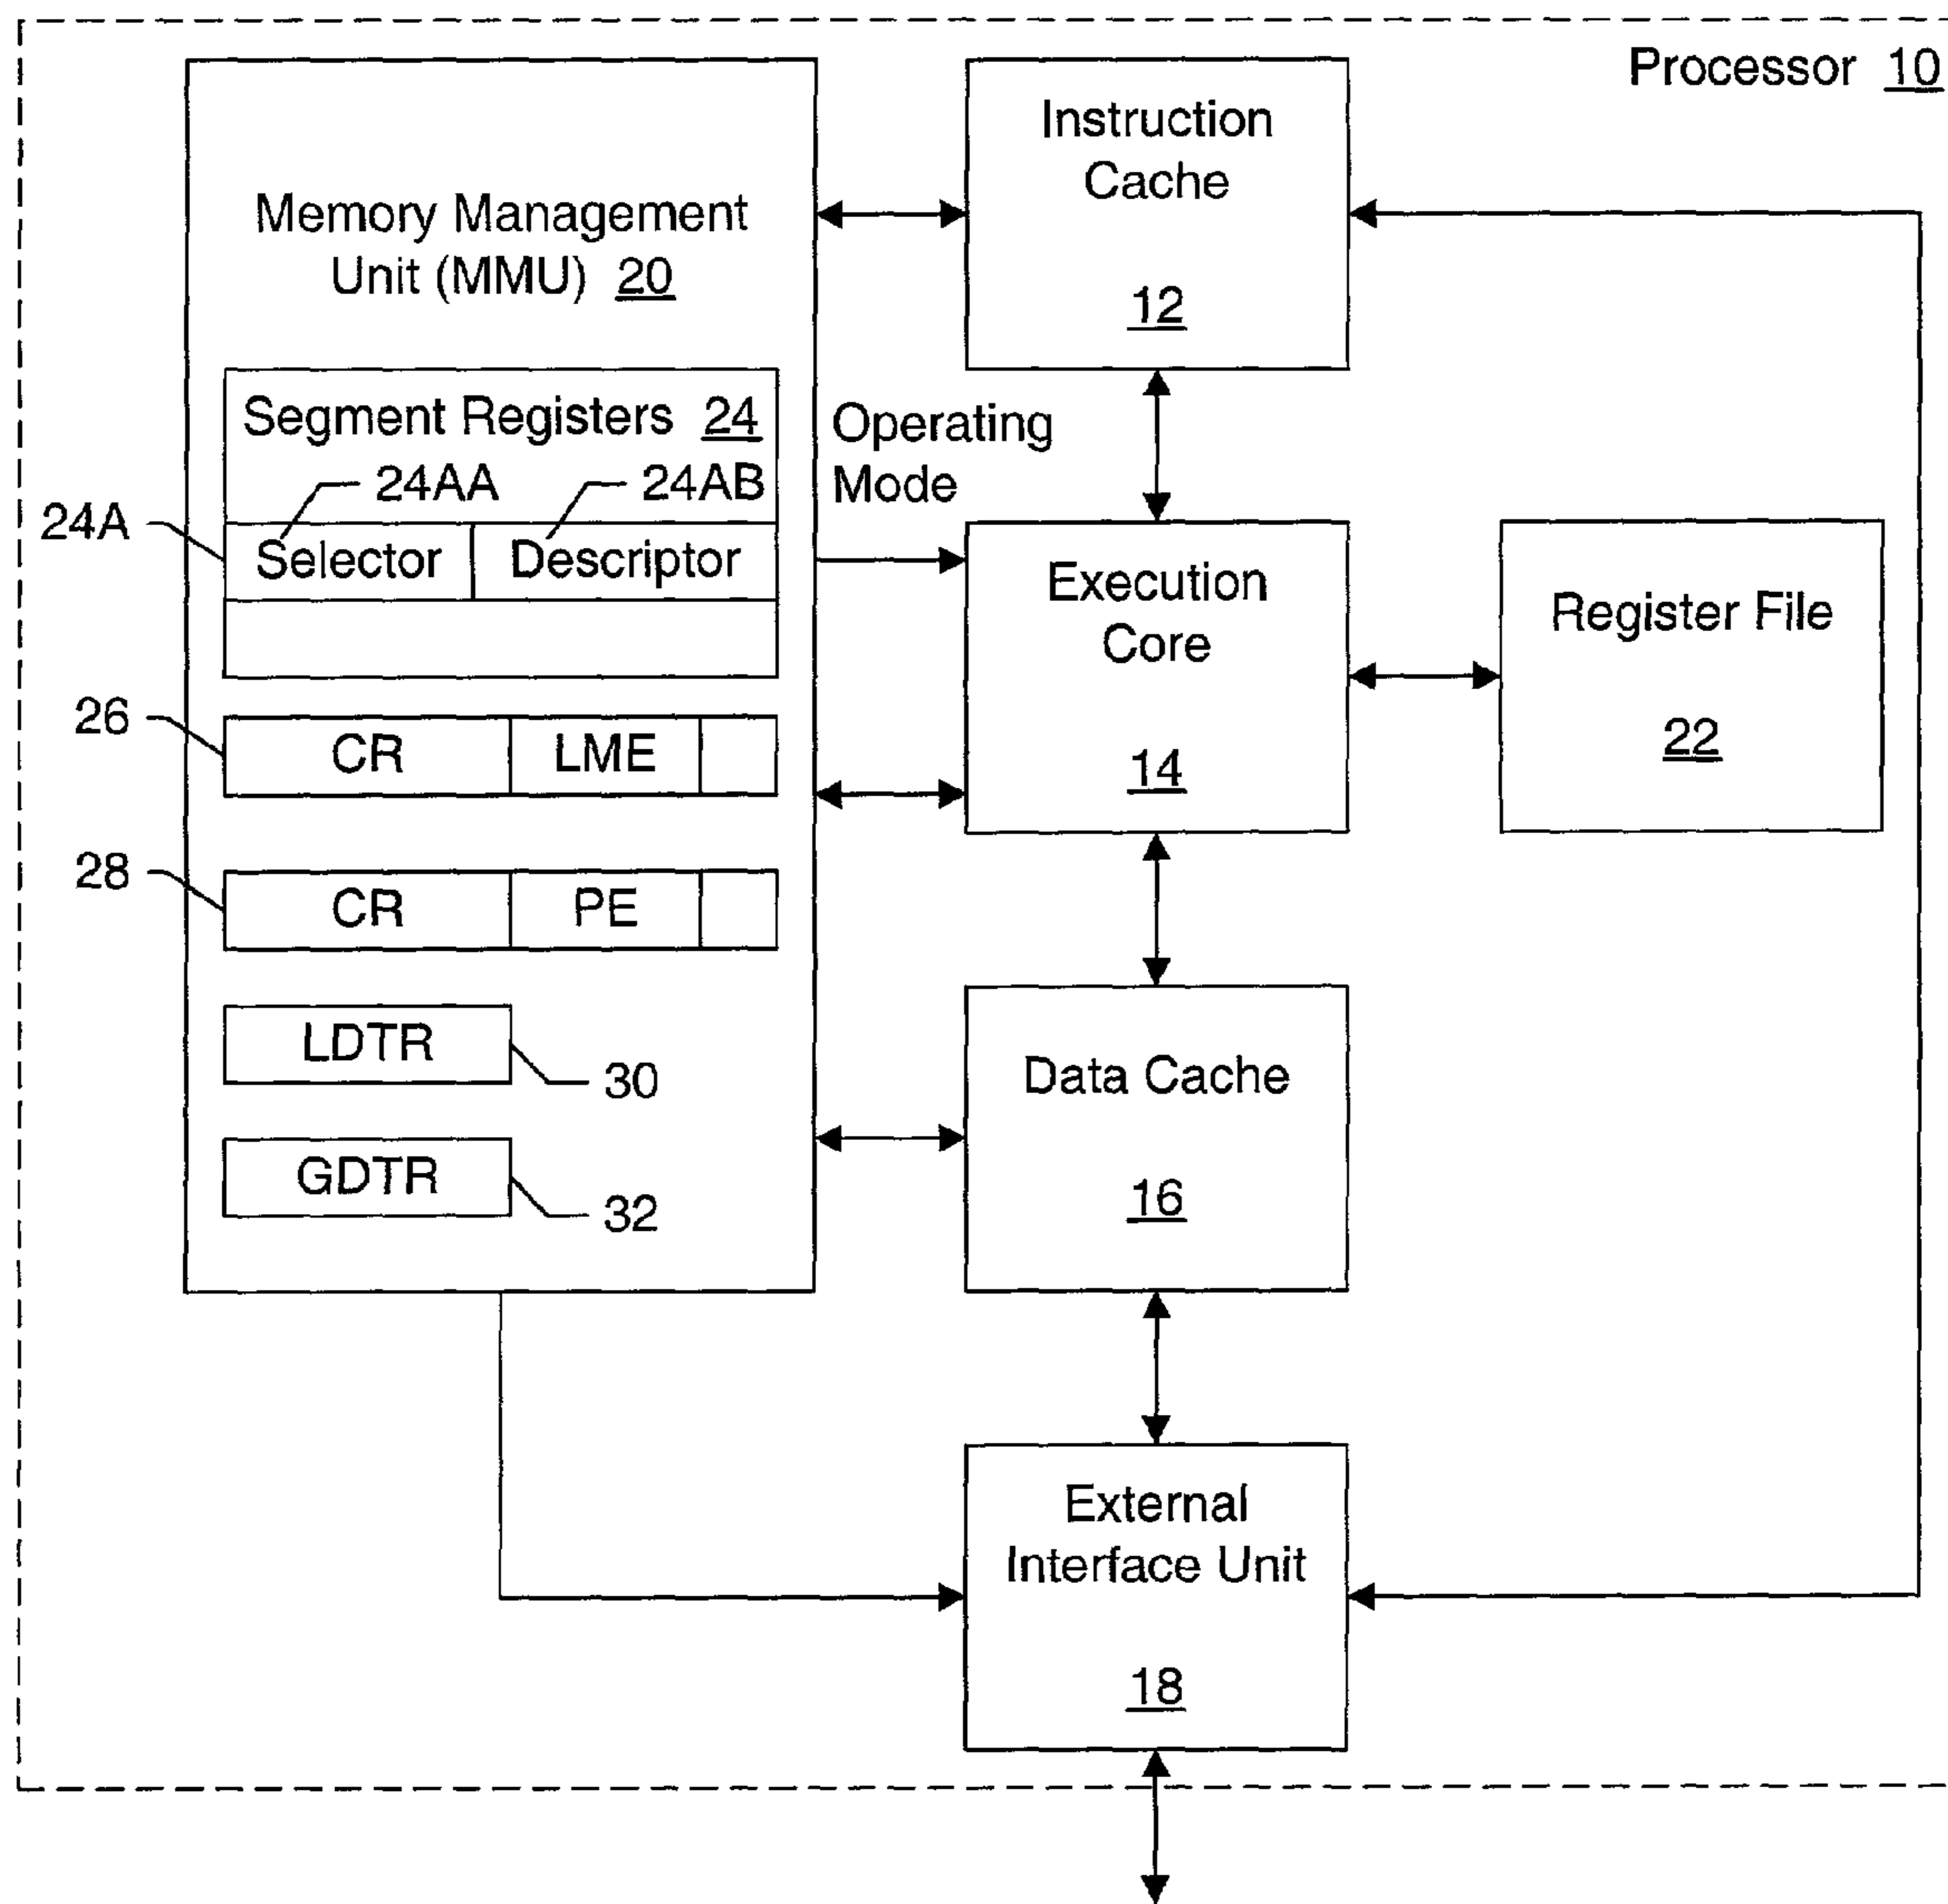 Processor 10
Memory Management
Unit (MMU) 20
Segment Registers 24
24AA
24AB
24A
Selector
Descriptor
26
CR
LME
28
CR
PE
LDTR
30
GDTR
32
Operating
Mode
Instruction
Cache
12
Execution
Core
14
Register File
22
Data Cache
16
External
Interface Unit
18